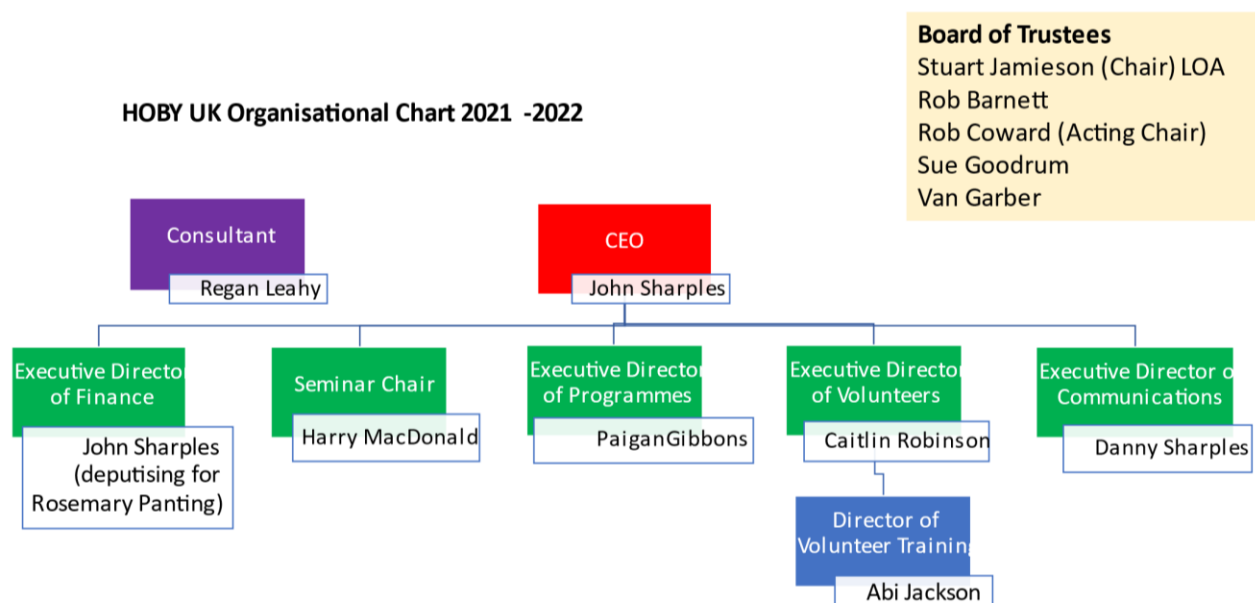 Board of Trustees
Stuart Jamieson (Chair) LOA
Rob Barnett
Rob Coward (Acting Chair)
Sue Goodrum
Van Garber
HOBY UK Organisational Chart 2021 -2022
Consultant
Regan Leahy
CEO
John Sharples
Executive Director
of Finance
John Sharples
(deputising for
Rosemary Panting)
Seminar Chair
Harry MacDonald
Executive Director
of Programmes
PaiganGibbons
Executive Director
of Volunteers
Caitlin Robinson
Executive Director of
Communications
Danny Sharples
Director of
Volunteer Training
Abi Jackson